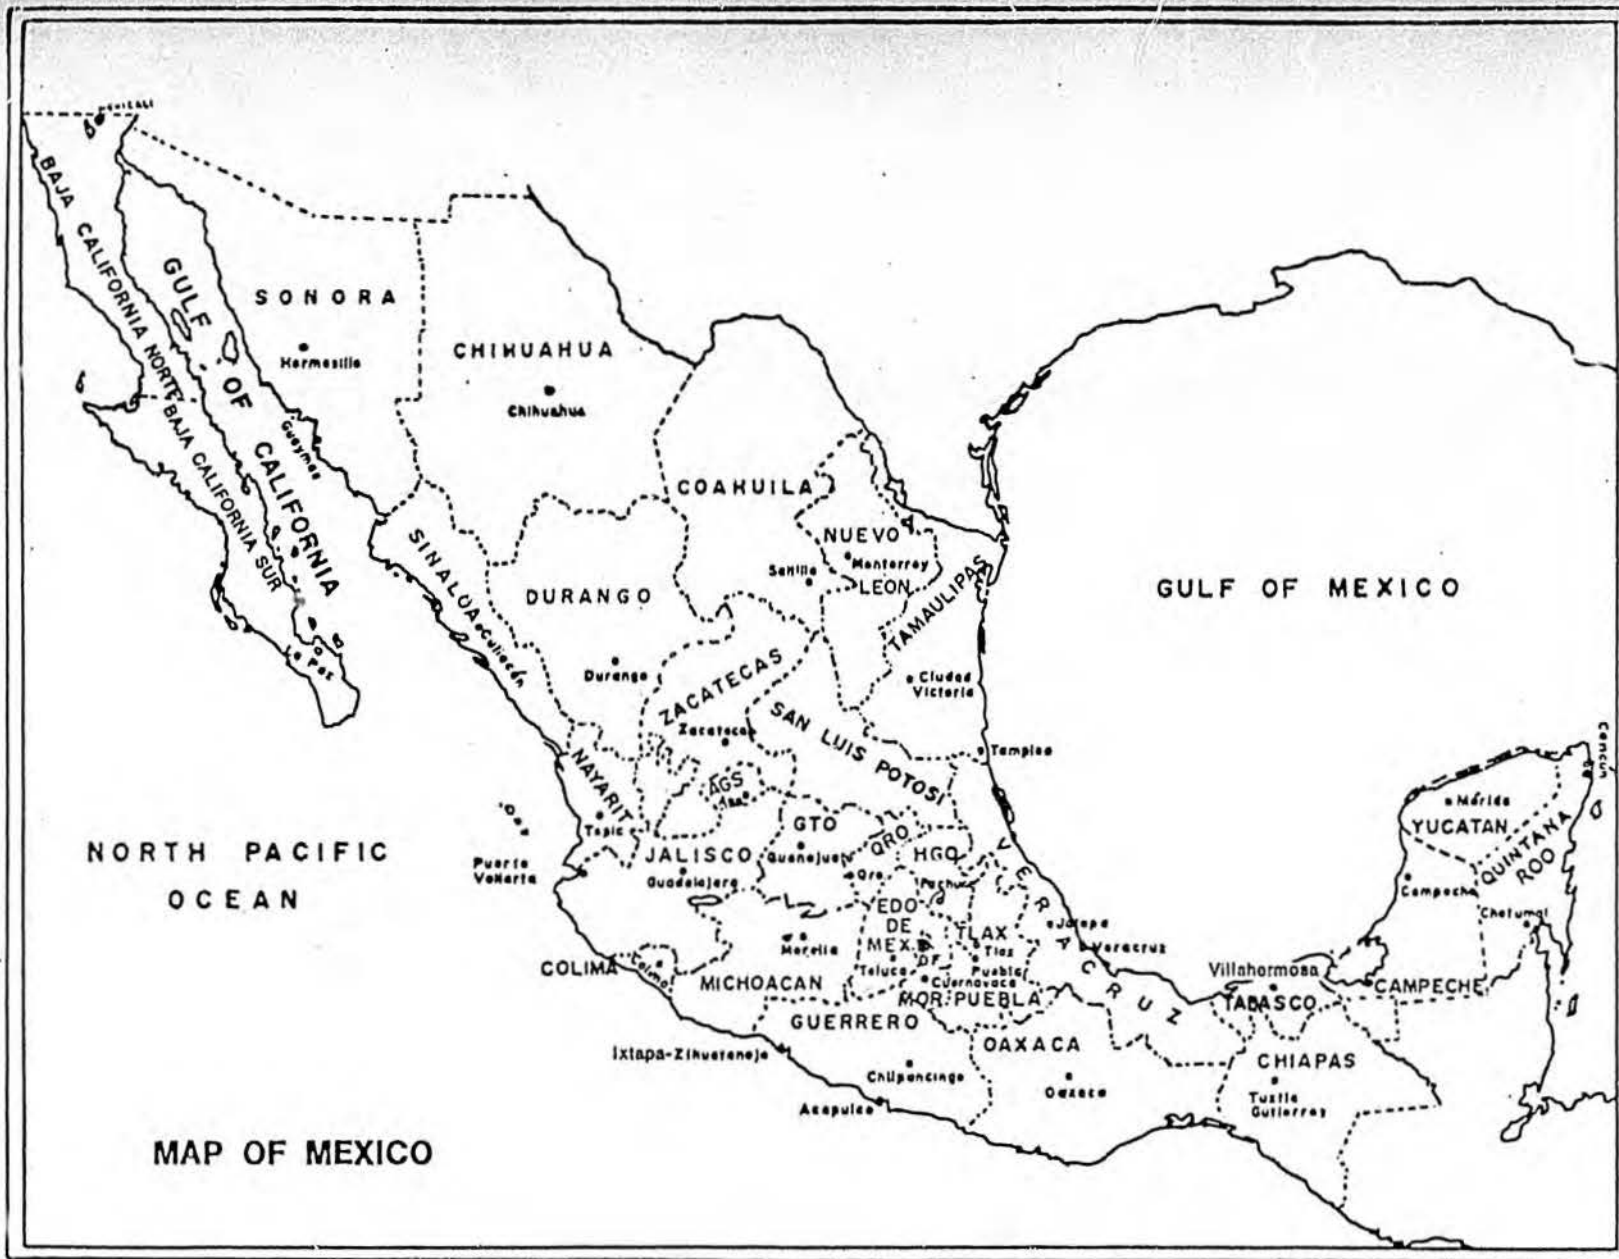 BAJA CALIFORNIA NORTE
BAJA CALIFORNIA SUR
GULF OF CALIFORNIA
SONORA
Hermosillo
Guaymas
CHIHUAHUA
Chihuahua
COAHUILA
Saltillo
NUEVO
Monterrey
LEON
TAMAULIPAS
Ciudad
Victoria
Tampico
SINALOA
Culiacán
DURANGO
Durango
La Paz
ZACATECAS
Zacatecas
SAN LUIS POTOSI
NAYARIT
Tepic
AGS
GULF OF MEXICO
NORTH PACIFIC
OCEAN
Puerto
Vallarta
JALISCO
Guadalajara
GTO
Guanajuato
QRO
Qro.
HGO
Pachuca
VERACRUZ
Jalapa
Veracruz
EDO
DE
MEX.
DF
Toluca
TLAX
Tlax
Puebla
Cuernavaca
MOR.
PUEBLA
COLIMA
Colima
MICHOACAN
Morelia
GUERRERO
Ixtapa-Zihuatanejo
Chilpancingo
Acapulco
OAXACA
Oaxaca
Villahermosa
TABASCO
CHIAPAS
Tuxtla
Gutierrez
CAMPECHE
Campeche
Mérida
YUCATAN
QUINTANA
ROO
Chetumal
Cancun
MAP OF MEXICO